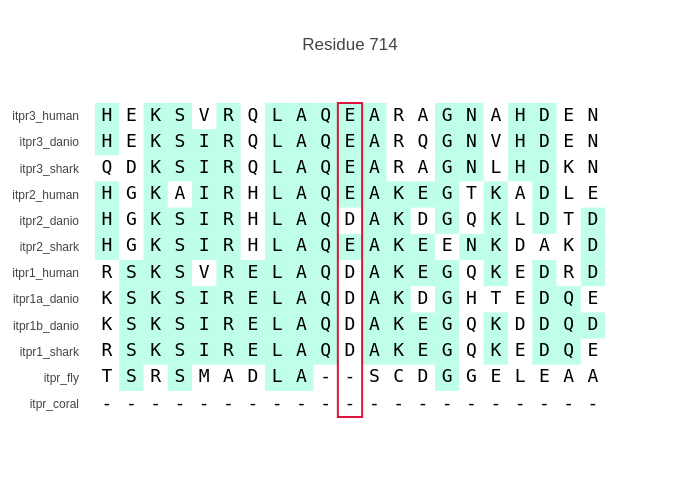 Residue 714
itpr3_human H E K S V R Q L A Q E A R A G N A H D E N
itpr3_danio H E K S I R Q L A Q E A R Q G N V H D E N
itpr3_shark Q D K S I R Q L A Q E A R A G N L H D K N
itpr2_human H G K A I R H L A Q E A K E G T K A D L E
itpr2_danio H G K S I R H L A Q D A K D G Q K L D T D
itpr2_shark H G K S I R H L A Q E A K E E N K D A K D
itpr1_human R S K S V R E L A Q D A K E G Q K E D R D
itpr1a_danio K S K S I R E L A Q D A K D G H T E D Q E
itpr1b_danio K S K S I R E L A Q D A K E G Q K D D Q D
itpr1_shark R S K S I R E L A Q D A K E G Q K E D Q E
itpr_fly T S R S M A D L A - - S C D G G E L E A A
itpr_coral - - - - - - - - - - - - - - - - - - - - -